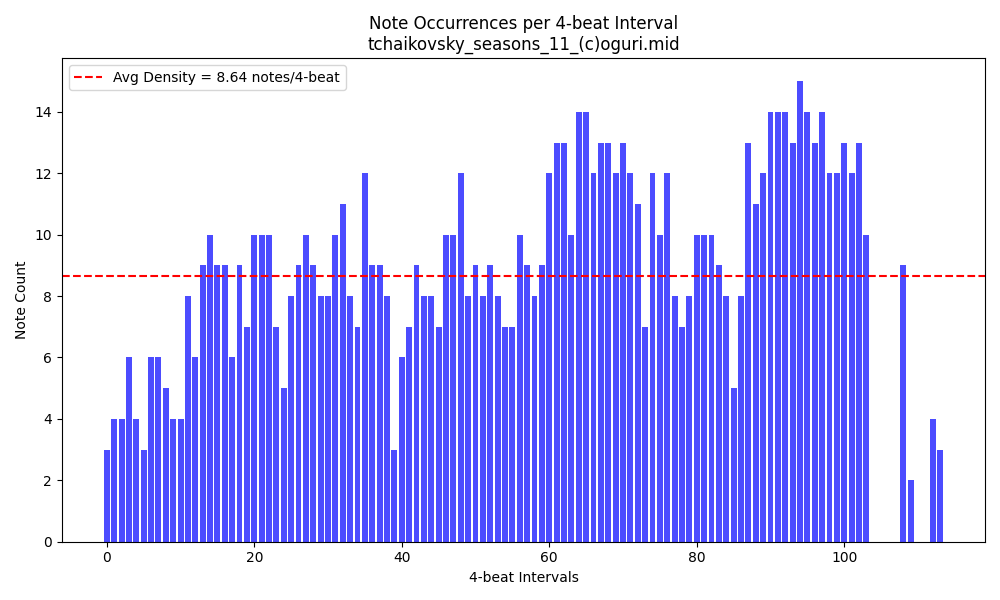 Note Occurrences per 4-beat Interval
tchaikovsky_seasons_11_(c)oguri.mid
Avg Density = 8.64 notes/4-beat
Note Count
14
12
10
8
6
4
2
0
0 20 40 60 80 100
4-beat Intervals